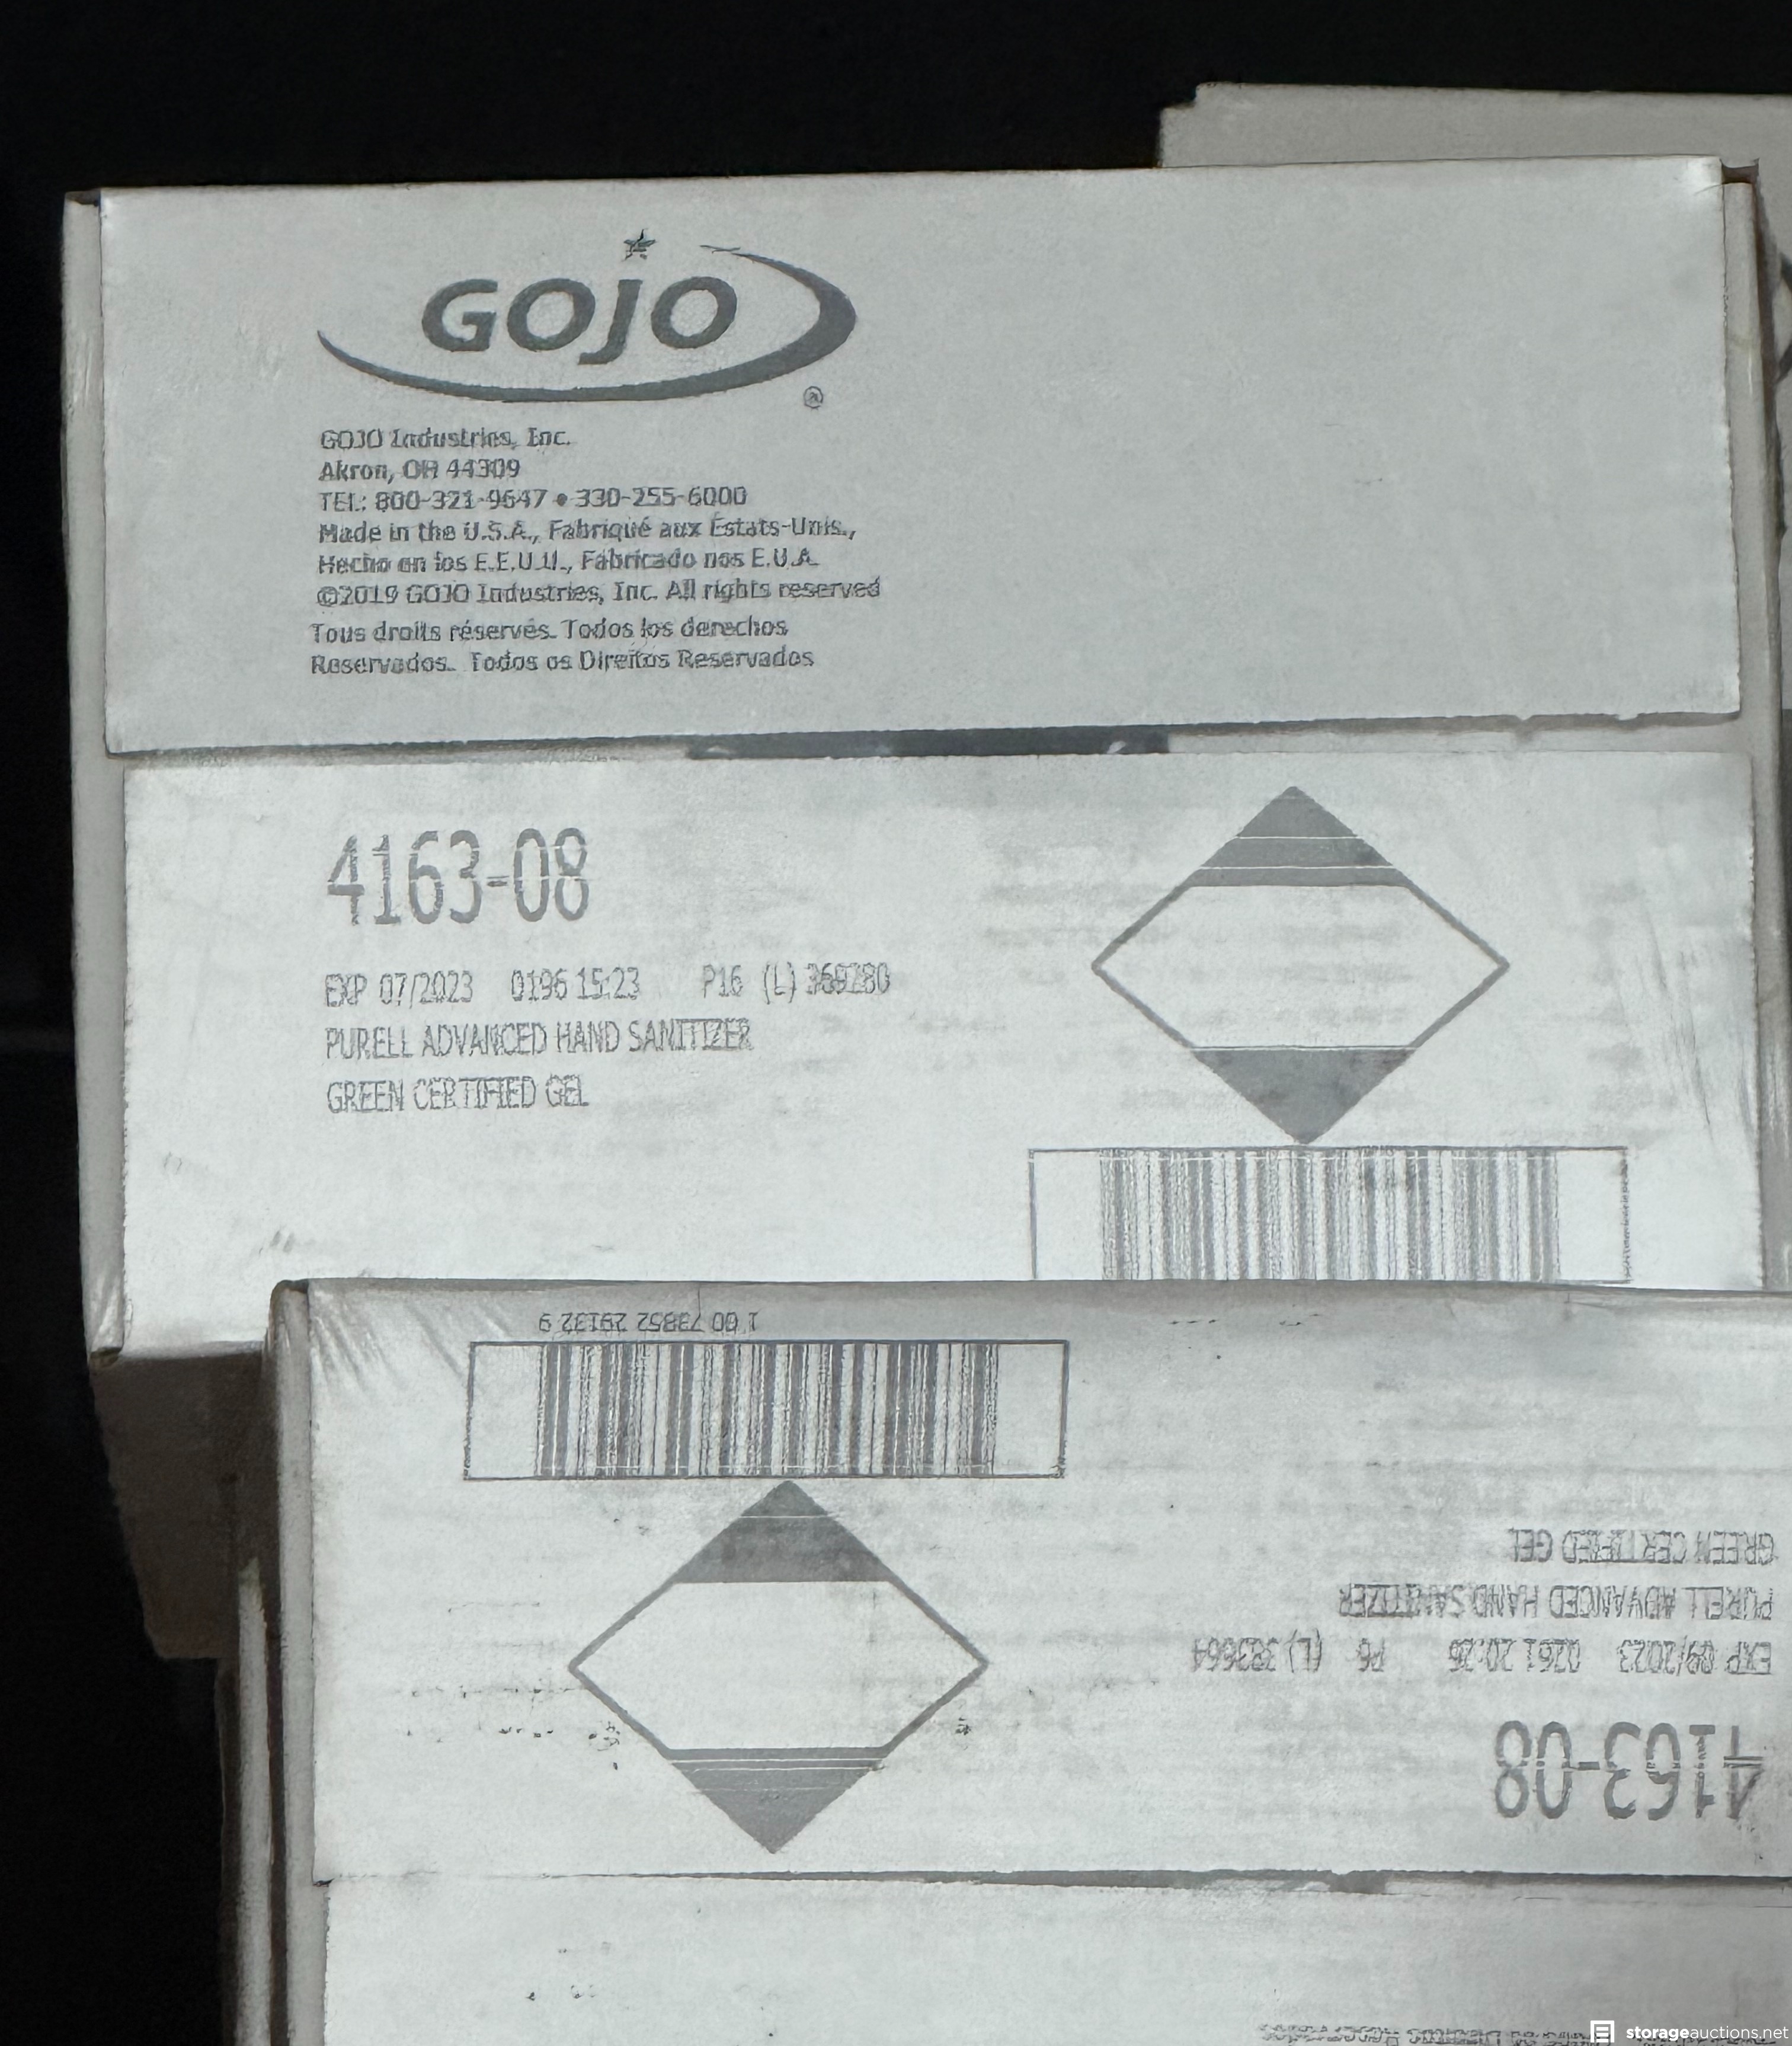 GOJO
®
GOJO Industries, Inc.
Akron, OH 44309
TEL: 800-321-9647 • 330-255-6000
Made in the U.S.A., Fabriqué aux États-Unis.,
Hecho en los E.E.U.U., Fabricado nos E.U.A.
©2019 GOJO Industries, Inc. All rights reserved
Tous droits réservés. Todos los derechos
Reservados. Todos os Direitos Reservados
4163-08
EXP 07/2023 0196 15:23 P16 (L) 369280
PURELL ADVANCED HAND SANITIZER
GREEN CERTIFIED GEL
1 00 73852 29132 9
4163-08
EXP 09/2023 0261 20:26 P6 (L) 383664
PURELL ADVANCED HAND SANITIZER
GREEN CERTIFIED GEL
storageauctions.net